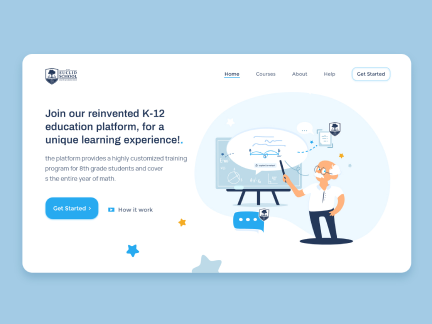 EUCLID
SCHOOL
Home
Courses
About
Help
Get Started
Join our reinvented K-12
education platform, for a
unique learning experience!.
the platform provides a highly customized training
program for 8th grade students and cover
s the entire year of math.
Get Started ›
How it work